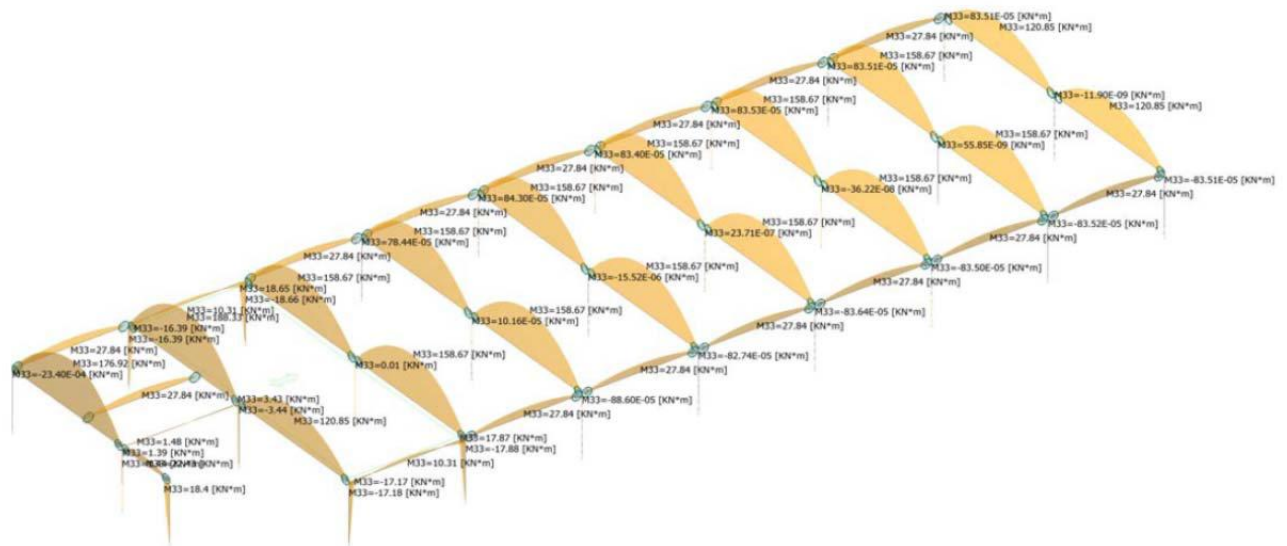 M33=83.51E-05 [KN*m]
M33=120.85 [KN*m]
M33=27.84 [KN*m]
M33=158.67 [KN*m]
M33=83.51E-05 [KN*m]
M33=27.84 [KN*m]
M33=-11.90E-09 [KN*m]
M33=120.85 [KN*m]
M33=158.67 [KN*m]
M33=83.53E-05 [KN*m]
M33=27.84 [KN*m]
M33=158.67 [KN*m]
M33=55.85E-09 [KN*m]
M33=158.67 [KN*m]
M33=83.40E-05 [KN*m]
M33=27.84 [KN*m]
M33=158.67 [KN*m]
M33=-36.22E-08 [KN*m]
M33=-83.51E-05 [KN*m]
M33=27.84 [KN*m]
M33=158.67 [KN*m]
M33=84.30E-05 [KN*m]
M33=27.84 [KN*m]
M33=158.67 [KN*m]
M33=23.71E-07 [KN*m]
M33=-83.52E-05 [KN*m]
M33=27.84 [KN*m]
M33=158.67 [KN*m]
M33=78.44E-05 [KN*m]
M33=27.84 [KN*m]
M33=158.67 [KN*m]
M33=-15.52E-06 [KN*m]
M33=-83.50E-05 [KN*m]
M33=27.84 [KN*m]
M33=158.67 [KN*m]
M33=18.65 [KN*m]
M33=-18.66 [KN*m]
M33=10.31 [KN*m]
M33=188.33 [KN*m]
M33=158.67 [KN*m]
M33=10.16E-05 [KN*m]
M33=-83.64E-05 [KN*m]
M33=27.84 [KN*m]
M33=-16.39 [KN*m]
M33=-16.39 [KN*m]
M33=27.84 [KN*m]
M33=176.92 [KN*m]
M33=-23.40E-04 [KN*m]
M33=158.67 [KN*m]
M33=0.01 [KN*m]
M33=-82.74E-05 [KN*m]
M33=27.84 [KN*m]
M33=27.84 [KN*m]
M33=3.43 [KN*m]
M33=-3.44 [KN*m]
M33=120.85 [KN*m]
M33=-88.60E-05 [KN*m]
M33=27.84 [KN*m]
M33=1.48 [KN*m]
M33=1.39 [KN*m]
M33=17.87 [KN*m]
M33=-17.88 [KN*m]
M33=10.31 [KN*m]
M33=18.4 [KN*m]
M33=-17.17 [KN*m]
M33=-17.18 [KN*m]